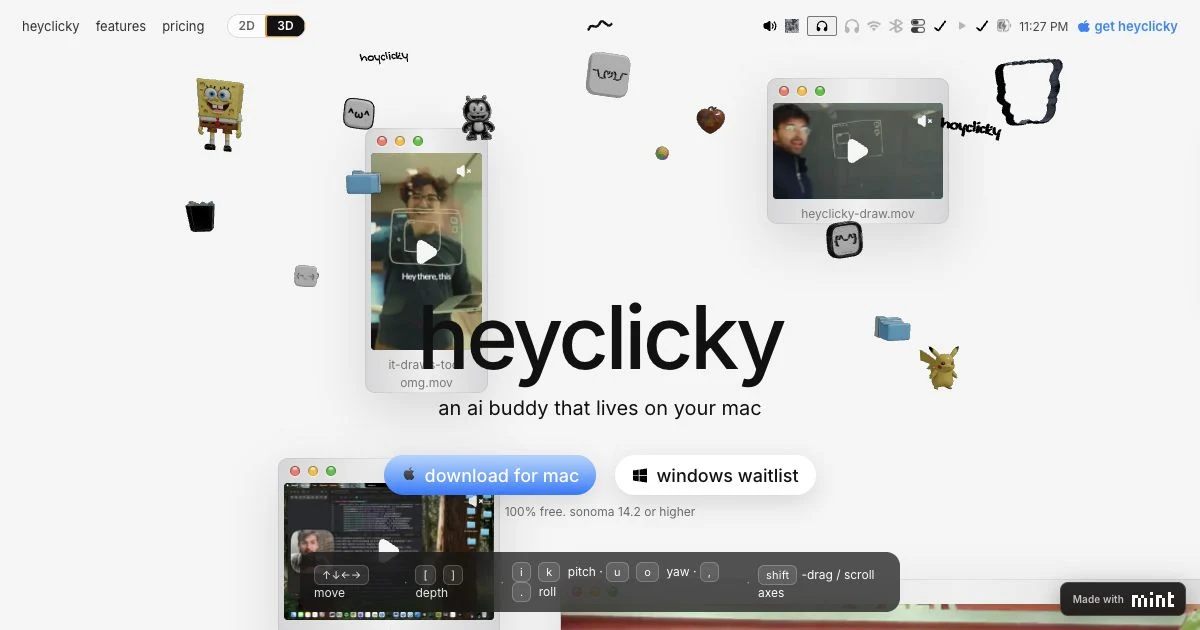 heyclicky features pricing 2D 3D 11:27 PM get heyclicky
heyclicky
^ω^
heyclicky
heyclicky-draw.mov
Hey there, this
heyclicky
omg.mov
an ai buddy that lives on your mac
download for mac windows waitlist
100% free. sonoma 14.2 or higher
↑↓←→ move · [ ] depth · i k pitch · u o yaw · , . roll · shift -drag / scroll axes
Made with mint